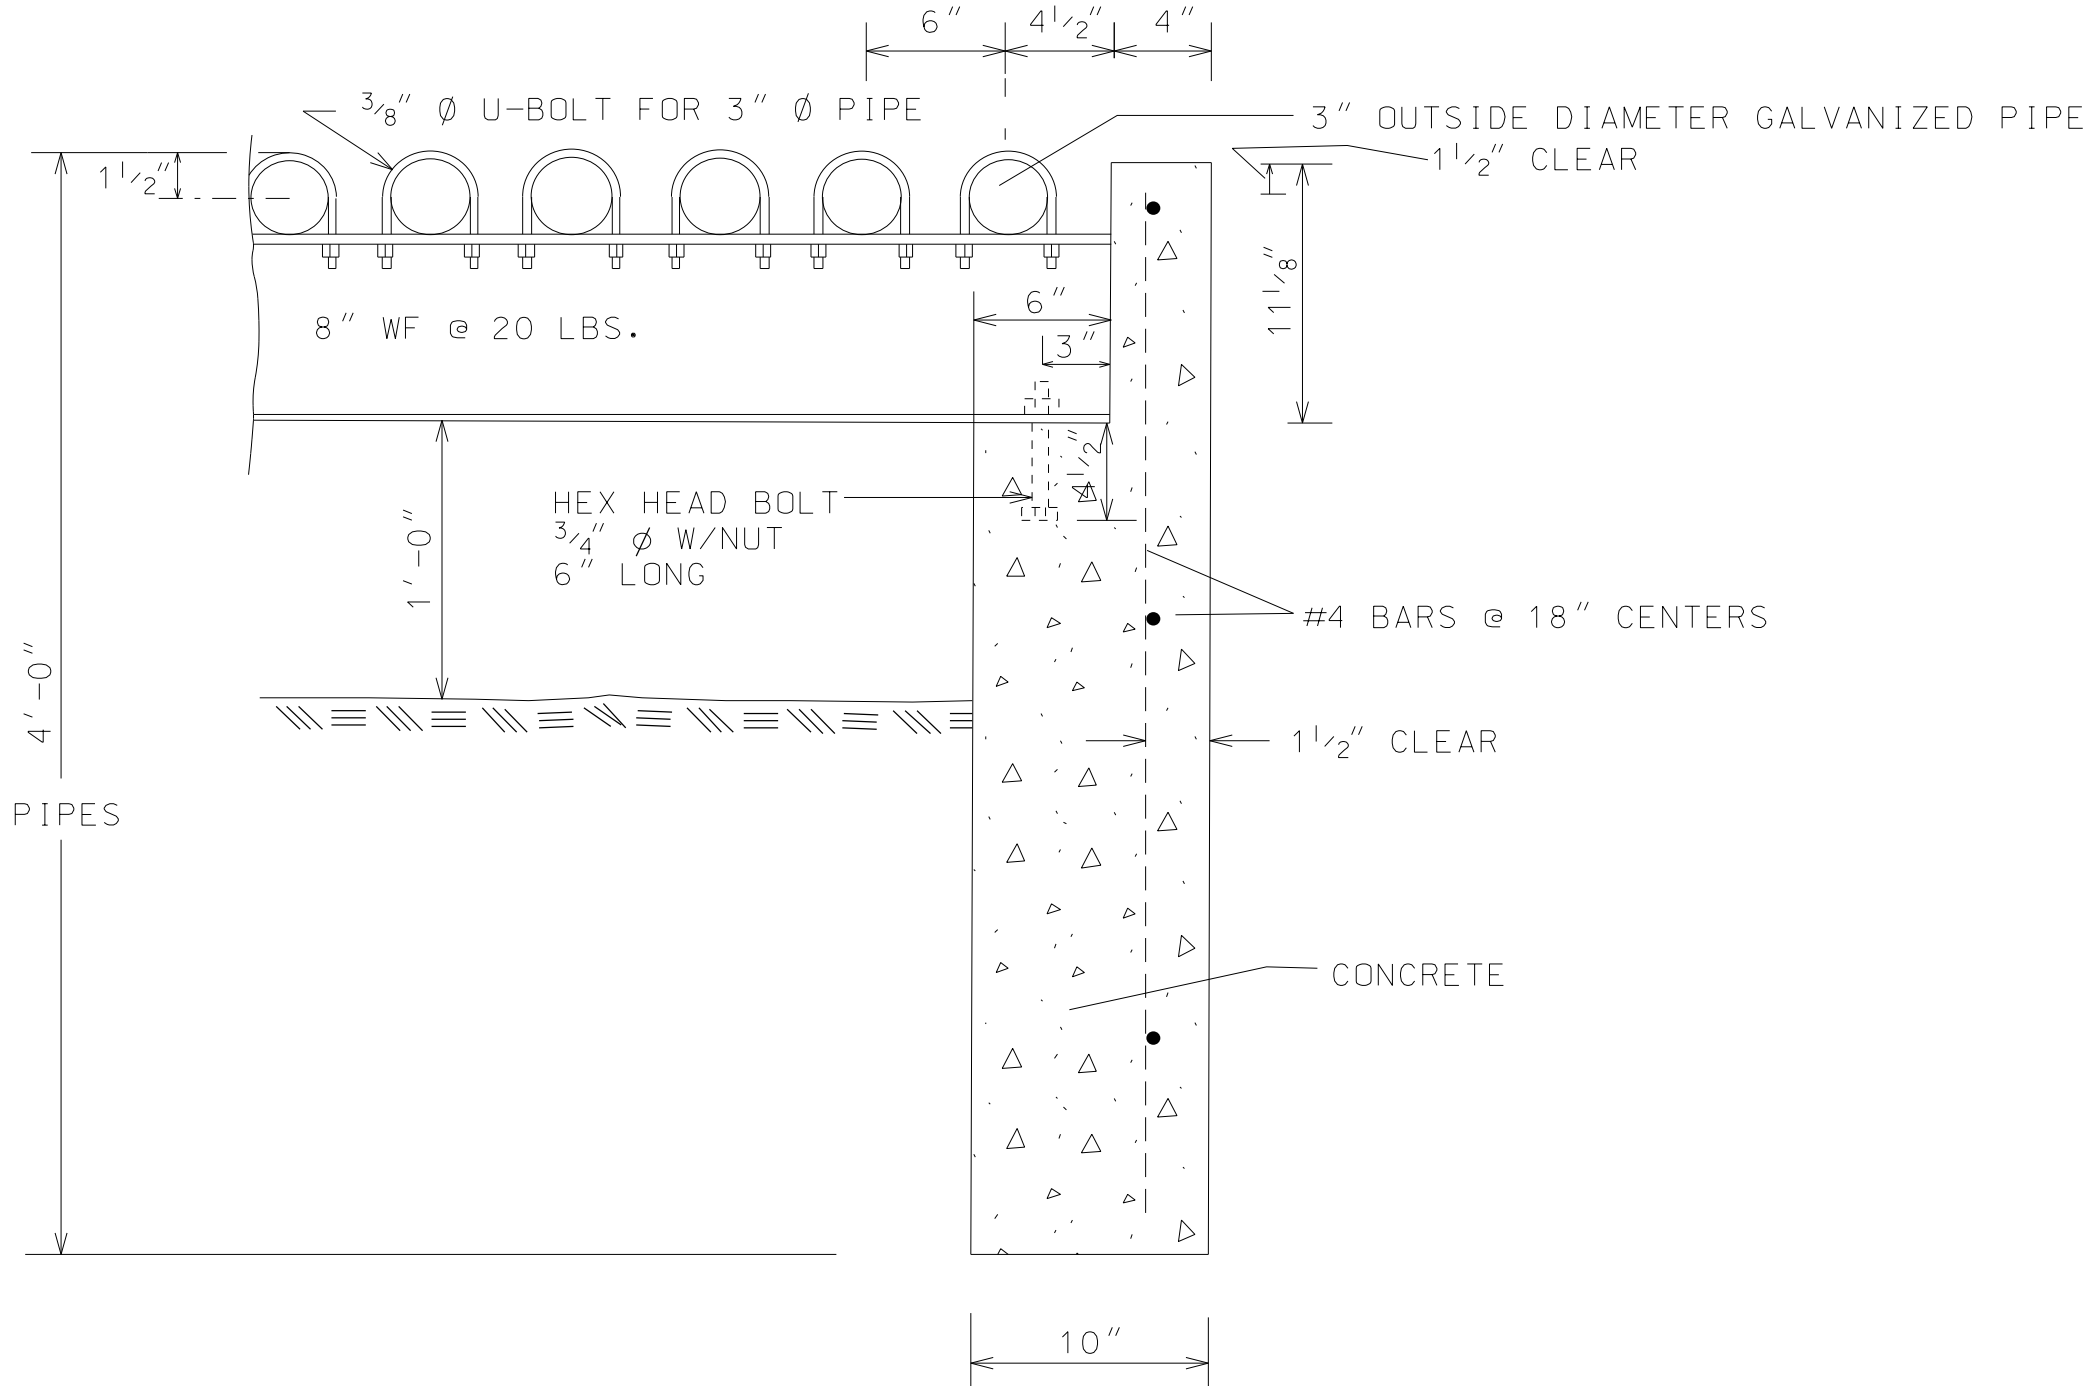 6" 4 1/2" 4"
3/8" Ø U-BOLT FOR 3" Ø PIPE
3" OUTSIDE DIAMETER GALVANIZED PIPE
1 1/2" CLEAR
1 1/2"
11 1/8"
6"
8" WF @ 20 LBS.
3"
4 1/2"
HEX HEAD BOLT
3/4" Ø W/NUT
6" LONG
1'-0"
#4 BARS @ 18" CENTERS
4'-0"
1 1/2" CLEAR
PIPES
CONCRETE
10"